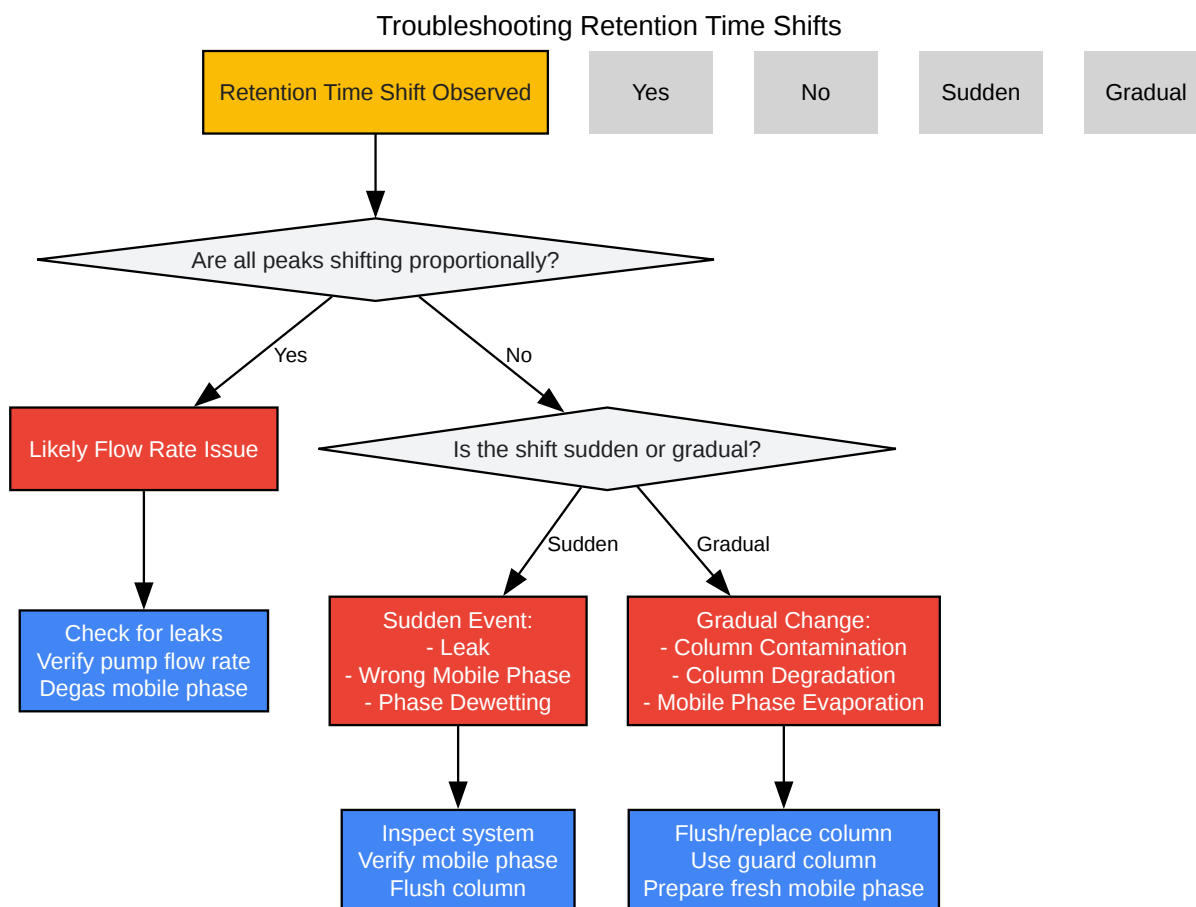 Troubleshooting Retention Time Shifts
Retention Time Shift Observed
Yes
No
Sudden
Gradual
Are all peaks shifting proportionally?
Yes
No
Likely Flow Rate Issue
Is the shift sudden or gradual?
Sudden
Gradual
Check for leaks
Verify pump flow rate
Degas mobile phase
Sudden Event:
- Leak
- Wrong Mobile Phase
- Phase Dewetting
Gradual Change:
- Column Contamination
- Column Degradation
- Mobile Phase Evaporation
Inspect system
Verify mobile phase
Flush column
Flush/replace column
Use guard column
Prepare fresh mobile phase